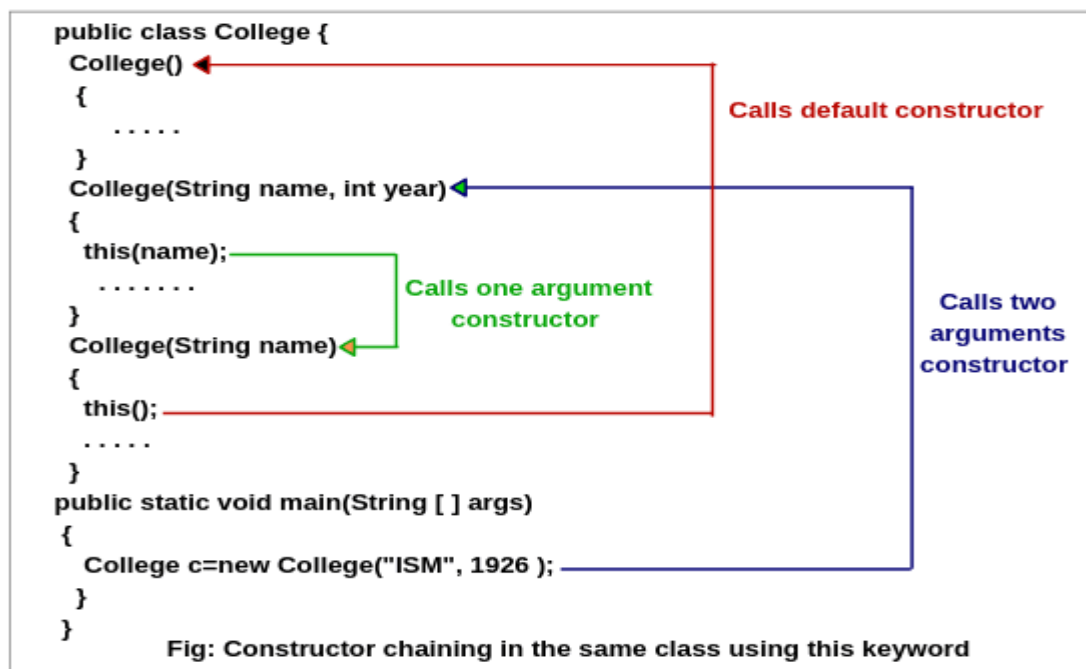 public class College {
College()
{
. . . . .
}
Calls default constructor
College(String name, int year)
{
this(name);
. . . . . . .
}
Calls one argument
constructor
Calls two
arguments
constructor
College(String name)
{
this();
. . . . .
}
public static void main(String [ ] args)
{
College c=new College("ISM", 1926 );
}
}
Fig: Constructor chaining in the same class using this keyword